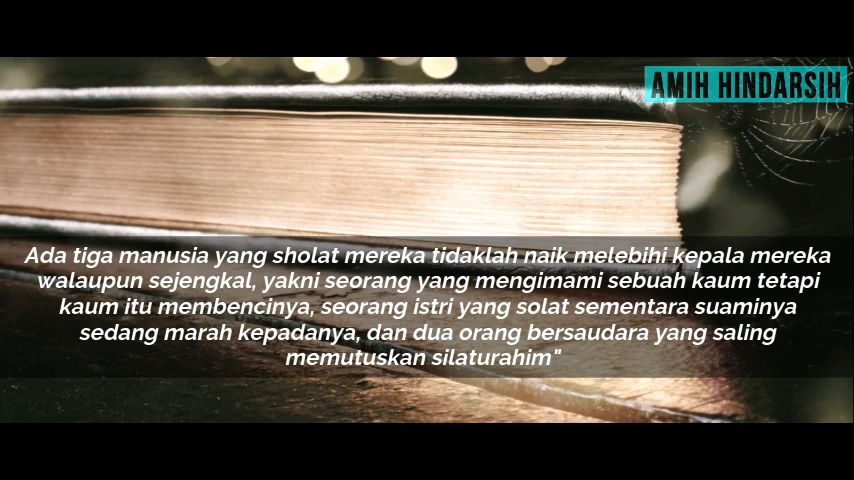 AMIH HINDARSIH
Ada tiga manusia yang sholat mereka tidaklah naik melebihi kepala mereka
walaupun sejengkal, yakni seorang yang mengimami sebuah kaum tetapi
kaum itu membencinya, seorang istri yang solat sementara suaminya
sedang marah kepadanya, dan dua orang bersaudara yang saling
memutuskan silaturahim"